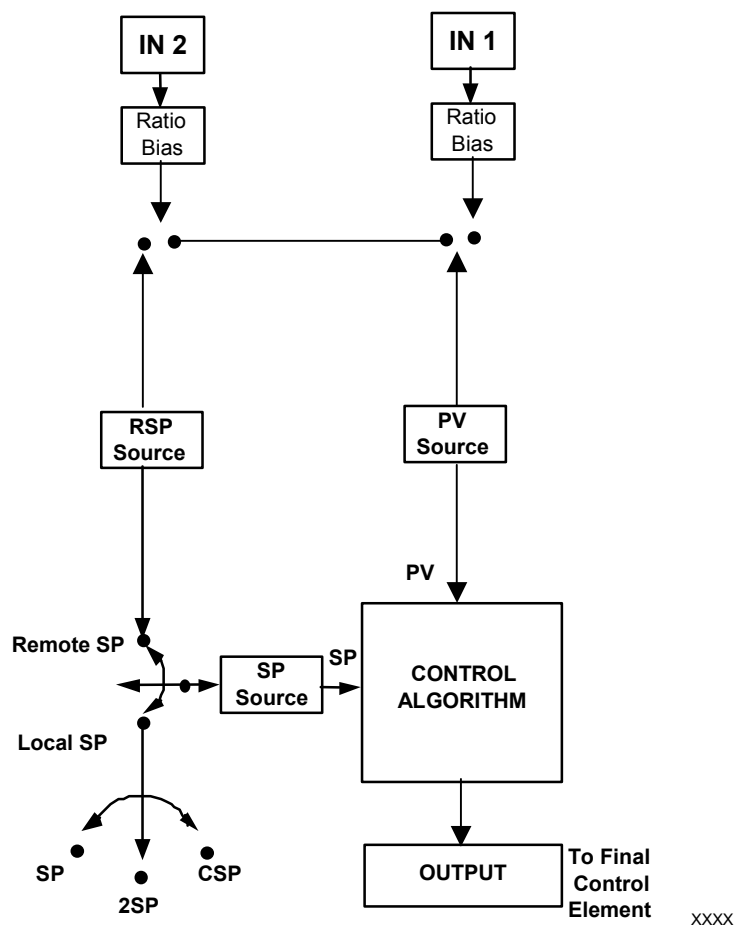 IN 2
IN 1
Ratio
Bias
Ratio
Bias
RSP
Source
PV
Source
PV
Remote SP
SP
Source
SP
CONTROL
ALGORITHM
Local SP
SP
2SP
CSP
OUTPUT
To Final
Control
Element
XXXX